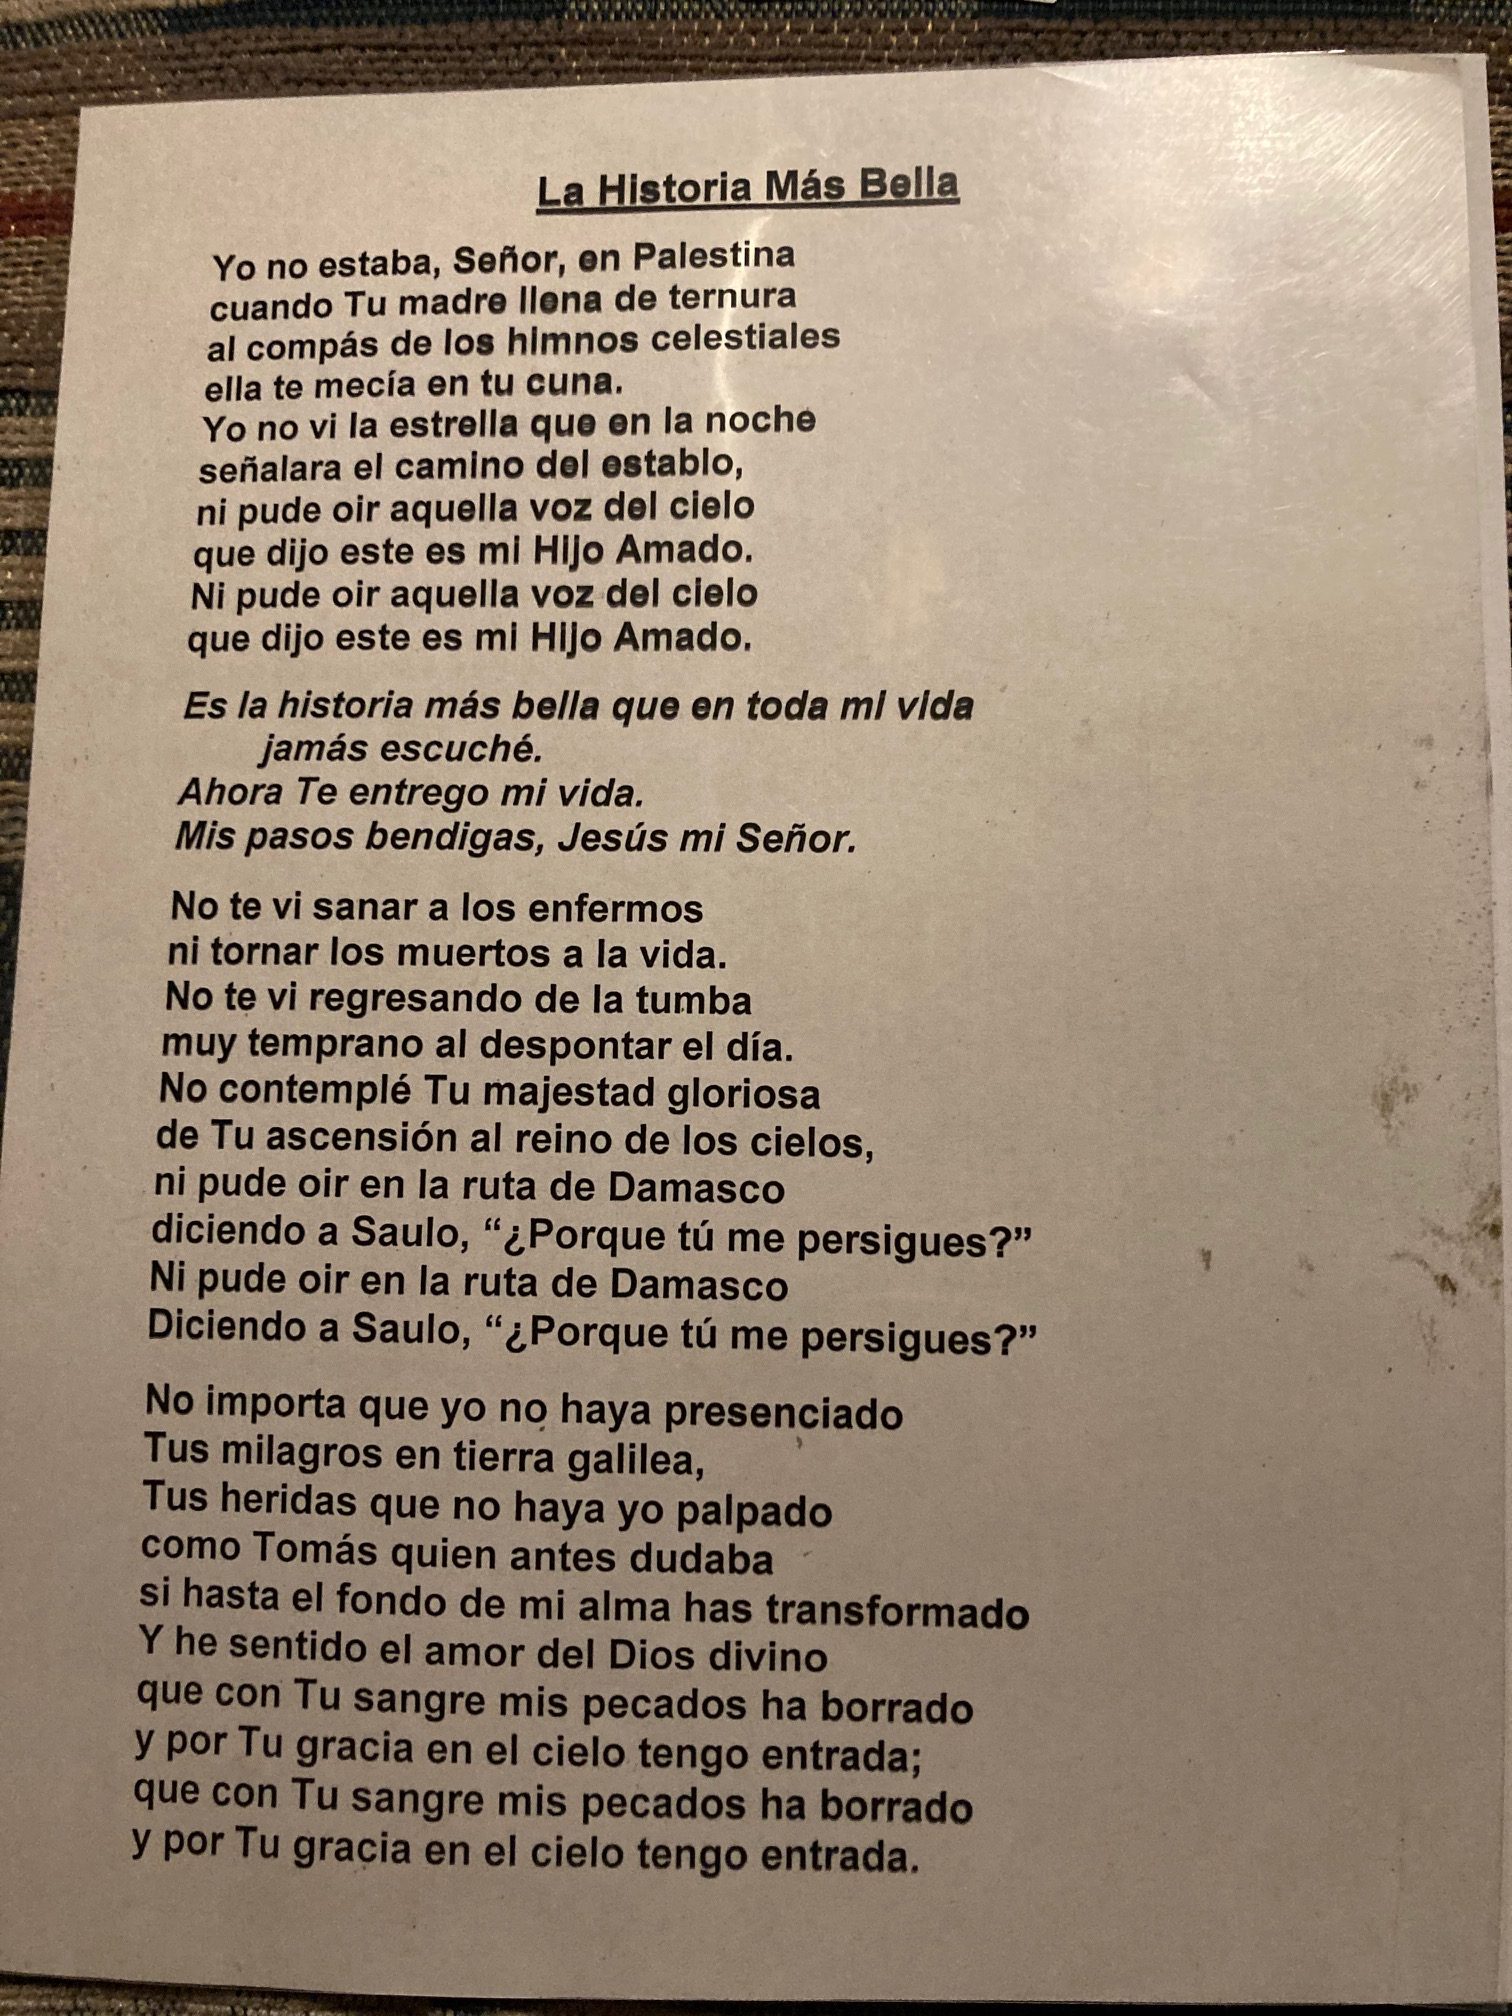 La Historia Más Bella
Yo no estaba, Señor, en Palestina
cuando Tu madre llena de ternura
al compás de los himnos celestiales
ella te mecía en tu cuna.
Yo no vi la estrella que en la noche
señalara el camino del establo,
ni pude oir aquella voz del cielo
que dijo este es mi Hijo Amado.
Ni pude oir aquella voz del cielo
que dijo este es mi Hijo Amado.
Es la historia más bella que en toda mi vida
jamás escuché.
Ahora Te entrego mi vida.
Mis pasos bendigas, Jesús mi Señor.
No te vi sanar a los enfermos
ni tornar los muertos a la vida.
No te vi regresando de la tumba
muy temprano al despontar el día.
No contemplé Tu majestad gloriosa
de Tu ascensión al reino de los cielos,
ni pude oir en la ruta de Damasco
diciendo a Saulo, “¿Porque tú me persigues?”
Ni pude oir en la ruta de Damasco
Diciendo a Saulo, “¿Porque tú me persigues?”
No importa que yo no haya presenciado
Tus milagros en tierra galilea,
Tus heridas que no haya yo palpado
como Tomás quien antes dudaba
si hasta el fondo de mi alma has transformado
Y he sentido el amor del Dios divino
que con Tu sangre mis pecados ha borrado
y por Tu gracia en el cielo tengo entrada;
que con Tu sangre mis pecados ha borrado
y por Tu gracia en el cielo tengo entrada.